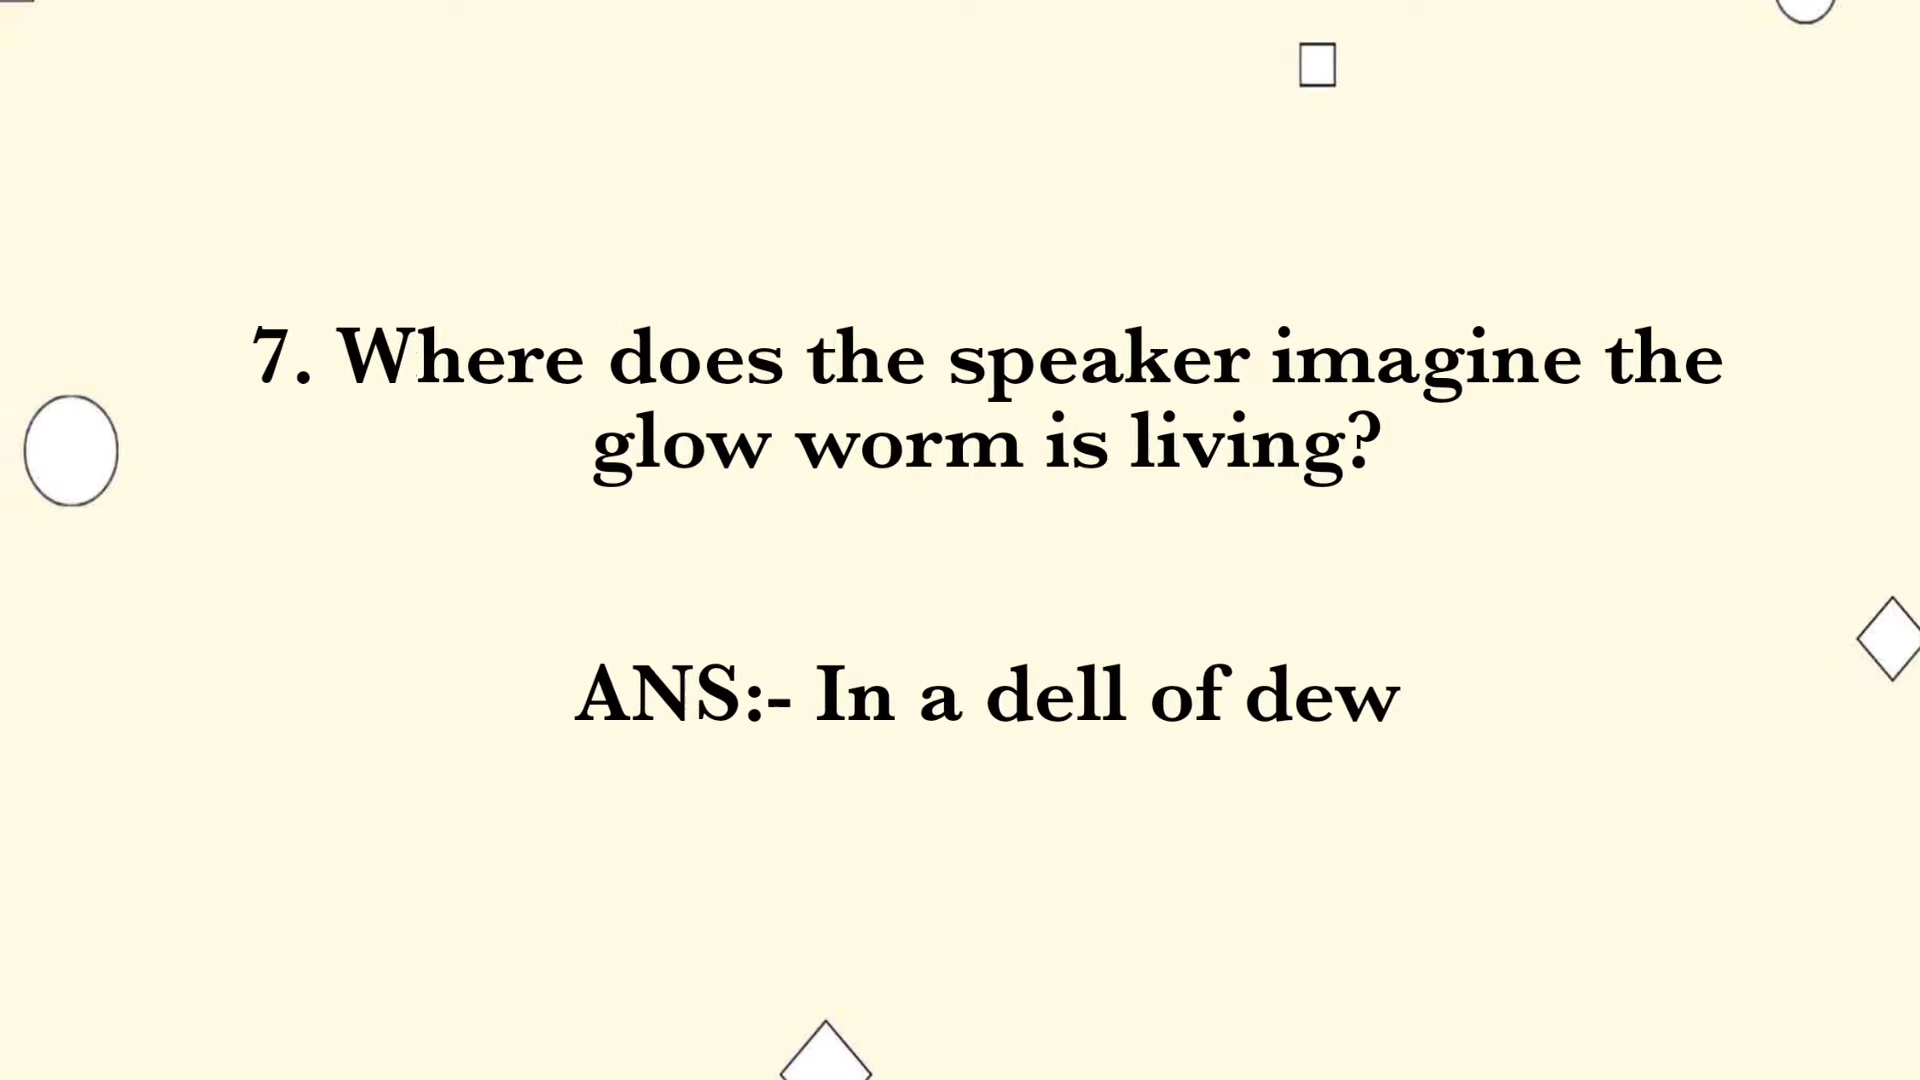 7. Where does the speaker imagine the
glow worm is living?
ANS:- In a dell of dew